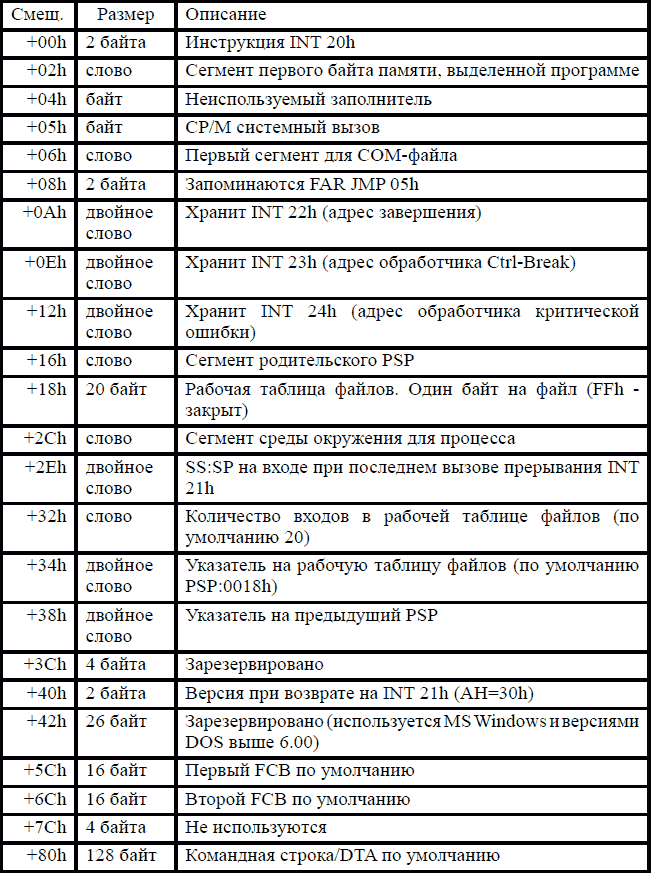 Смещ. Размер Описание
+00h 2 байта Инструкция INT 20h
+02h слово Сегмент первого байта памяти, выделенной программе
+04h байт Неиспользуемый заполнитель
+05h байт CP/M системный вызов
+06h слово Первый сегмент для COM-файла
+08h 2 байта Запоминаются FAR JMP 05h
+0Ah двойное Хранит INT 22h (адрес завершения)
слово
+0Eh двойное Хранит INT 23h (адрес обработчика Ctrl-Break)
слово
+12h двойное Хранит INT 24h (адрес обработчика критической
слово ошибки)
+16h слово Сегмент родительского PSP
+18h 20 байт Рабочая таблица файлов. Один байт на файл (FFh -
закрыт)
+2Ch слово Сегмент среды окружения для процесса
+2Eh двойное SS:SP на входе при последнем вызове прерывания INT
слово 21h
+32h слово Количество входов в рабочей таблице файлов (по
умолчанию 20)
+34h двойное Указатель на рабочую таблицу файлов (по умолчанию
слово PSP:0018h)
+38h двойное Указатель на предыдущий PSP
слово
+3Ch 4 байта Зарезервировано
+40h 2 байта Версия при возврате на INT 21h (AH=30h)
+42h 26 байт Зарезервировано (используется MS Windows и версиями
DOS выше 6.00)
+5Ch 16 байт Первый FCB по умолчанию
+6Ch 16 байт Второй FCB по умолчанию
+7Ch 4 байта Не используются
+80h 128 байт Командная строка/DTA по умолчанию